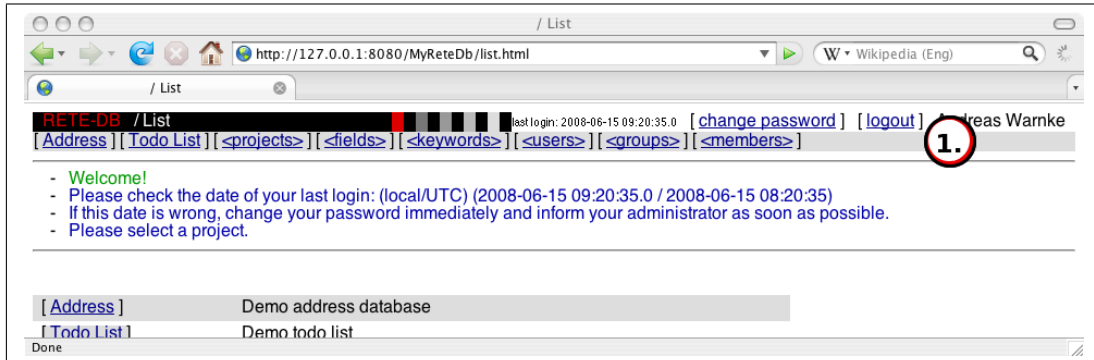 / List
http://127.0.0.1:8080/MyReteDb/list.html W Wikipedia (Eng)
/ List
RETE-DB / List last login: 2008-06-15 09:20:35.0 [ change password ] [ logout ] Andreas Warnke
[ Address ] [ Todo List ] [ <projects> ] [ <fields> ] [ <keywords> ] [ <users> ] [ <groups> ] [ <members> ]
1.
- Welcome!
- Please check the date of your last login: (local/UTC) (2008-06-15 09:20:35.0 / 2008-06-15 08:20:35)
- If this date is wrong, change your password immediately and inform your administrator as soon as possible.
- Please select a project.
[ Address ] Demo address database
[ Todo List ] Demo todo list
Done